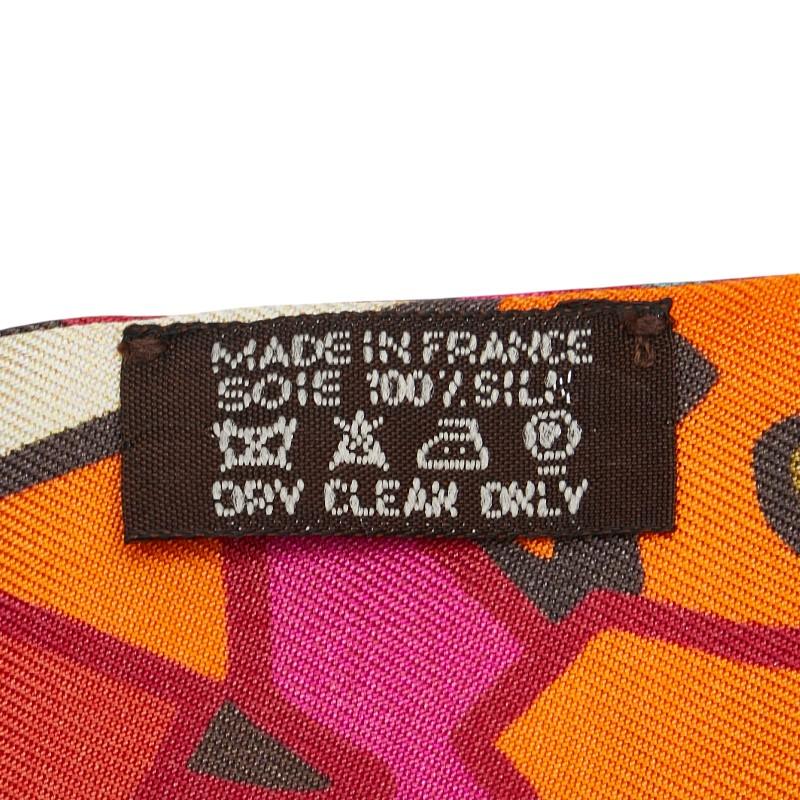 MADE IN FRANCE
SOIE 100% SILK
P
DRY CLEAN ONLY